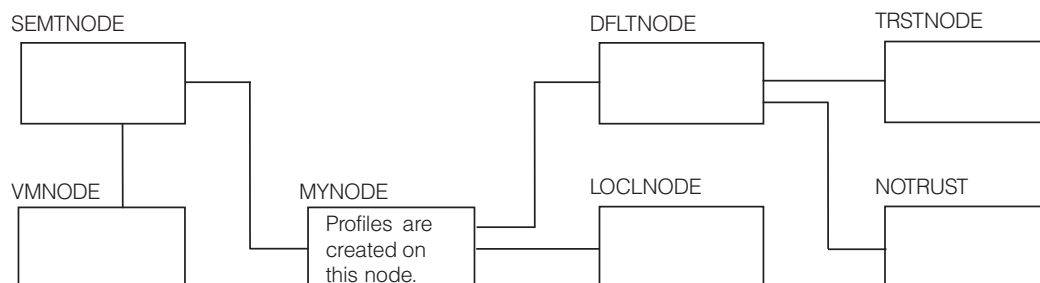 SEMTNODE
DFLTNODE
TRSTNODE
VMNODE
MYNODE
LOCLNODE
NOTRUST
Profiles are
created on
this node.